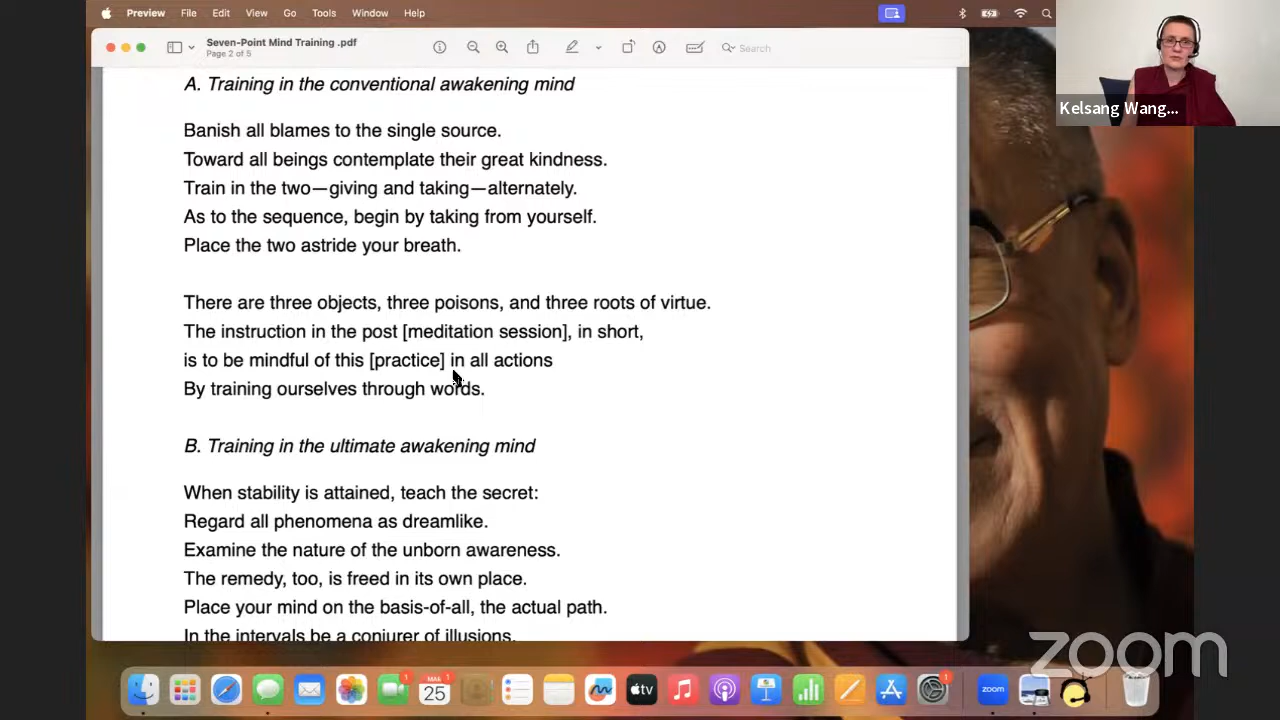 Preview File Edit View Go Tools Window Help
Seven-Point Mind Training .pdf
Page 2 of 5
Search
Kelsang Wang...
A. Training in the conventional awakening mind
Banish all blames to the single source.
Toward all beings contemplate their great kindness.
Train in the two—giving and taking—alternately.
As to the sequence, begin by taking from yourself.
Place the two astride your breath.
There are three objects, three poisons, and three roots of virtue.
The instruction in the post [meditation session], in short,
is to be mindful of this [practice] in all actions
By training ourselves through words.
B. Training in the ultimate awakening mind
When stability is attained, teach the secret:
Regard all phenomena as dreamlike.
Examine the nature of the unborn awareness.
The remedy, too, is freed in its own place.
Place your mind on the basis-of-all, the actual path.
In the intervals be a conjurer of illusions.
zoom
25
tv
zoom